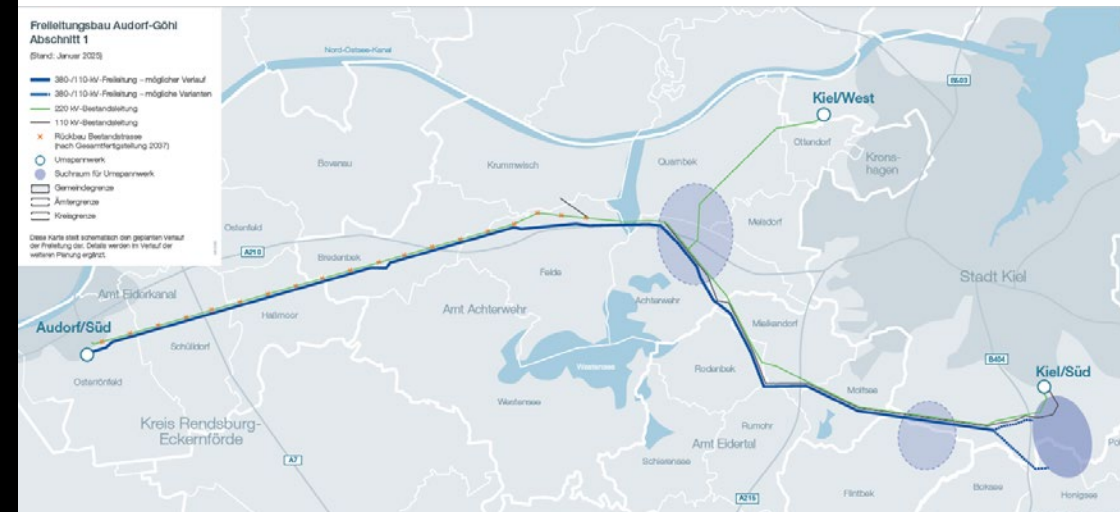 Freileitungsbau Audorf-Göhl
Abschnitt 1
(Stand: Januar 2025)
380-/110-kV-Freileitung – möglicher Verlauf
380-/110-kV-Freileitung – mögliche Varianten
220 kV-Bestandsleitung
110 kV-Bestandsleitung
Rückbau Bestandstrasse
(nach Gesamtfertigstellung 2037)
Umspannwerk
Suchraum für Umspannwerk
Gemeindegrenze
Ämtergrenze
Kreisgrenze
Diese Karte stellt schematisch den geplanten Verlauf
der Freileitung dar. Details werden im Verlauf der
weiteren Planung ergänzt.
Nord-Ostsee-Kanal
B503
Kiel/West
Ottendorf
Krons-
hagen
Bovenau
Krummwisch
Quarnbek
Melsdorf
Ostenfeld
A210
Bredenbek
Felde
Stadt Kiel
Amt Eiderkanal
Haßmoor
Amt Achterwehr
Achterwehr
Mielkendorf
Audorf/Süd
Schülldorf
Osterrönfeld
Westensee
B404
Kiel/Süd
Rodenbek
Molfsee
Westensee
Kreis Rendsburg-
Eckernförde
Rumohr
Amt Eidertal
Schierensee
A7
A215
Flintbek
Boksee
Honigsee